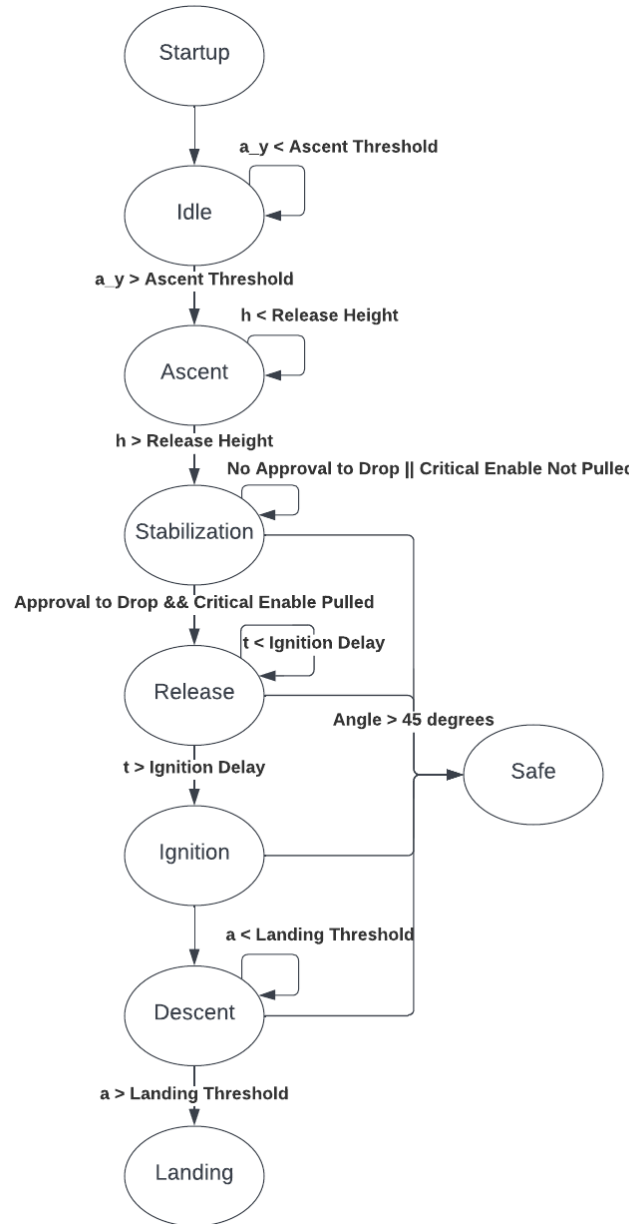 Startup
a_y < Ascent Threshold
Idle
a_y > Ascent Threshold
h < Release Height
Ascent
h > Release Height
No Approval to Drop || Critical Enable Not Pulled
Stabilization
Approval to Drop && Critical Enable Pulled
t < Ignition Delay
Release
Angle > 45 degrees
t > Ignition Delay
Safe
Ignition
a < Landing Threshold
Descent
a > Landing Threshold
Landing